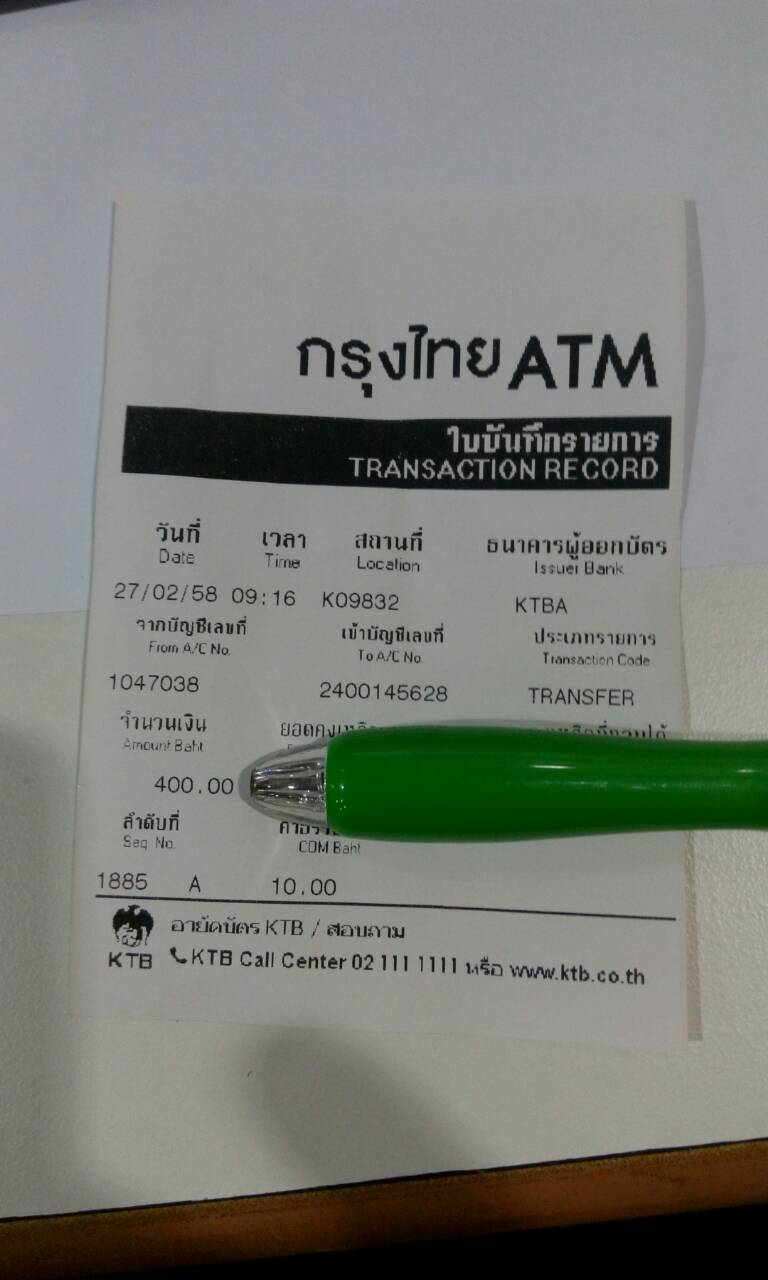 กรุงไทย ATM
ใบบันทึกรายการ
TRANSACTION RECORD
วันที่ เวลา สถานที่ ธนาคารผู้ออกบัตร
Date Time Location Issuer Bank
27/02/58 09:16 K09832 KTBA
จากบัญชีเลขที่ เข้าบัญชีเลขที่ ประเภทรายการ
From A/C No. To A/C No. Transaction Code
1047038 2400145628 TRANSFER
จำนวนเงิน
Amount Baht
400.00
ลำดับที่
Seq. No. COM Baht
1885 A 10.00
อายัดบัตร KTB / สอบถาม
KTB KTB Call Center 02 111 1111 หรือ www.ktb.co.th